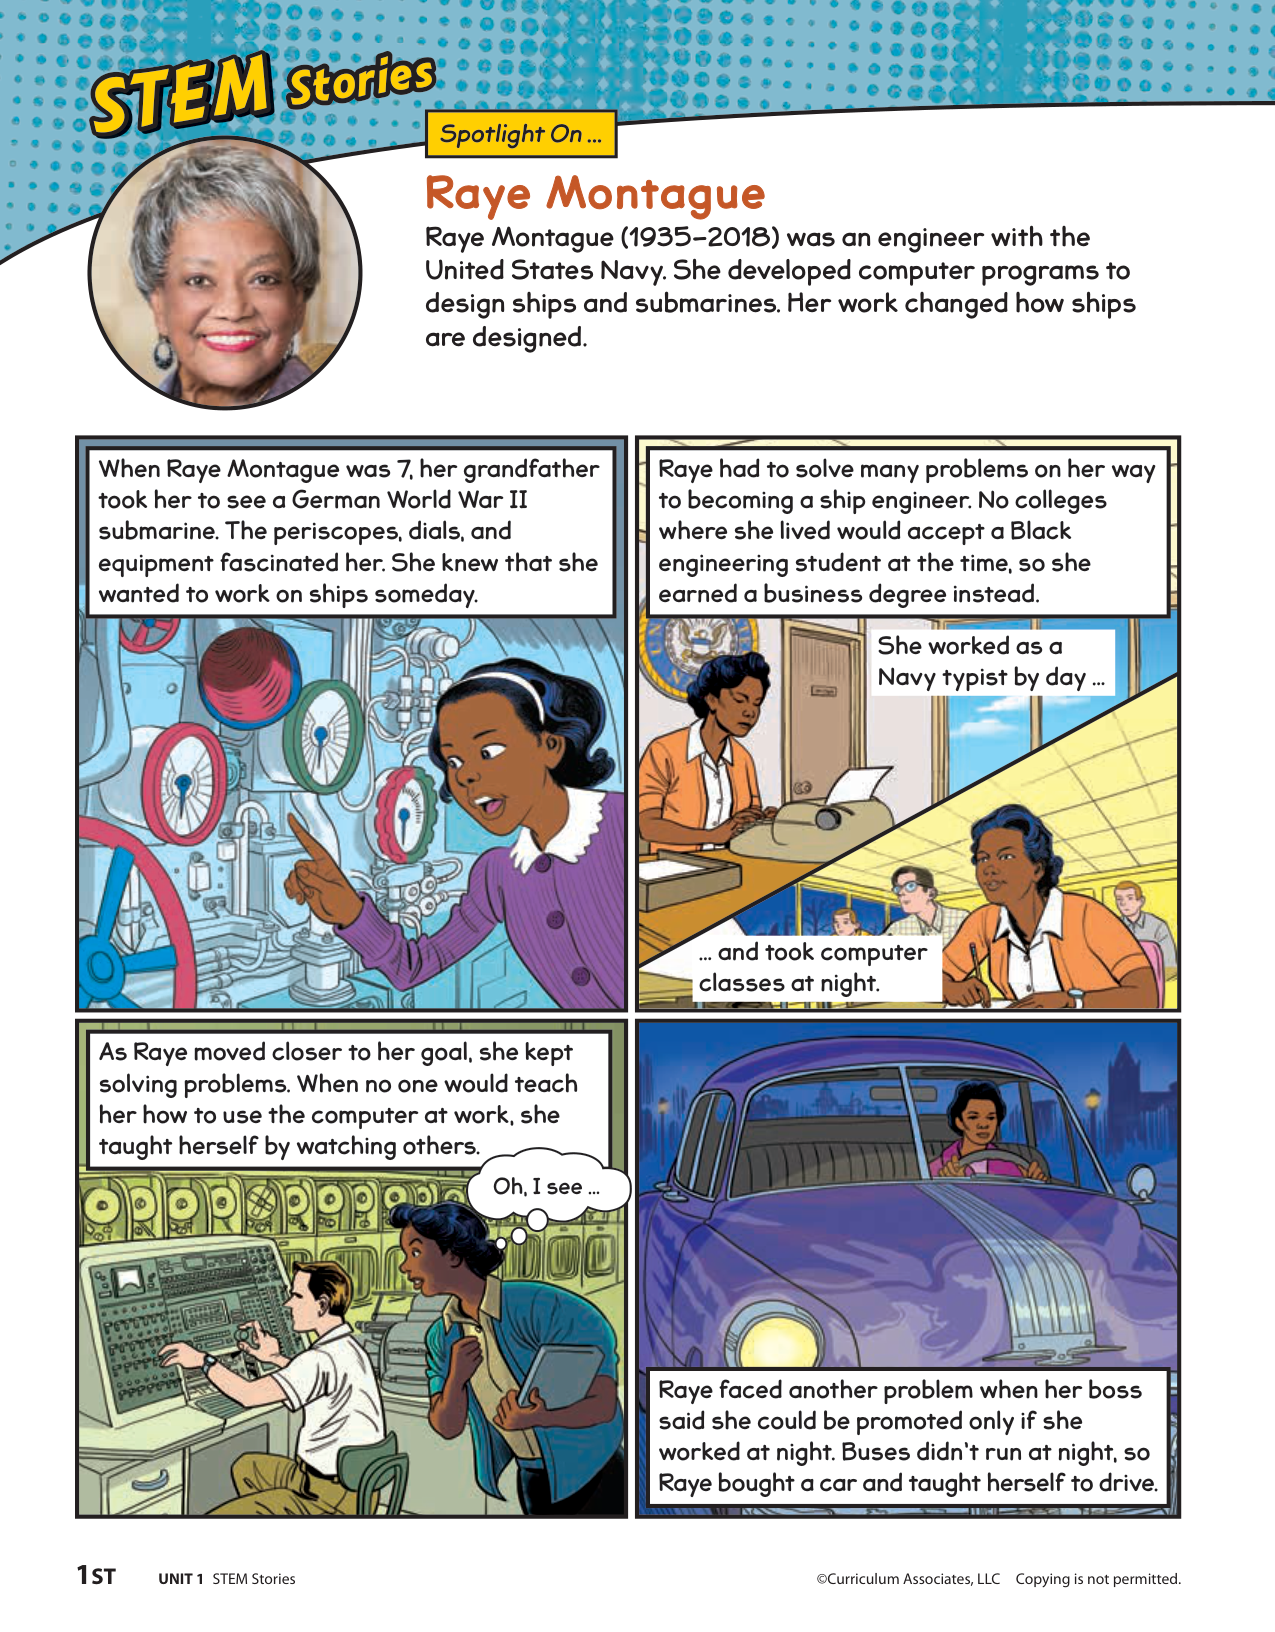 STEM Stories
Spotlight On ...
Raye Montague
Raye Montague (1935–2018) was an engineer with the
United States Navy. She developed computer programs to
design ships and submarines. Her work changed how ships
are designed.
When Raye Montague was 7, her grandfather
took her to see a German World War II
submarine. The periscopes, dials, and
equipment fascinated her. She knew that she
wanted to work on ships someday.
Raye had to solve many problems on her way
to becoming a ship engineer. No colleges
where she lived would accept a Black
engineering student at the time, so she
earned a business degree instead.
She worked as a
Navy typist by day ...
... and took computer
classes at night.
As Raye moved closer to her goal, she kept
solving problems. When no one would teach
her how to use the computer at work, she
taught herself by watching others.
Oh, I see ...
Raye faced another problem when her boss
said she could be promoted only if she
worked at night. Buses didn't run at night, so
Raye bought a car and taught herself to drive.
1ST UNIT 1 STEM Stories
©Curriculum Associates, LLC Copying is not permitted.